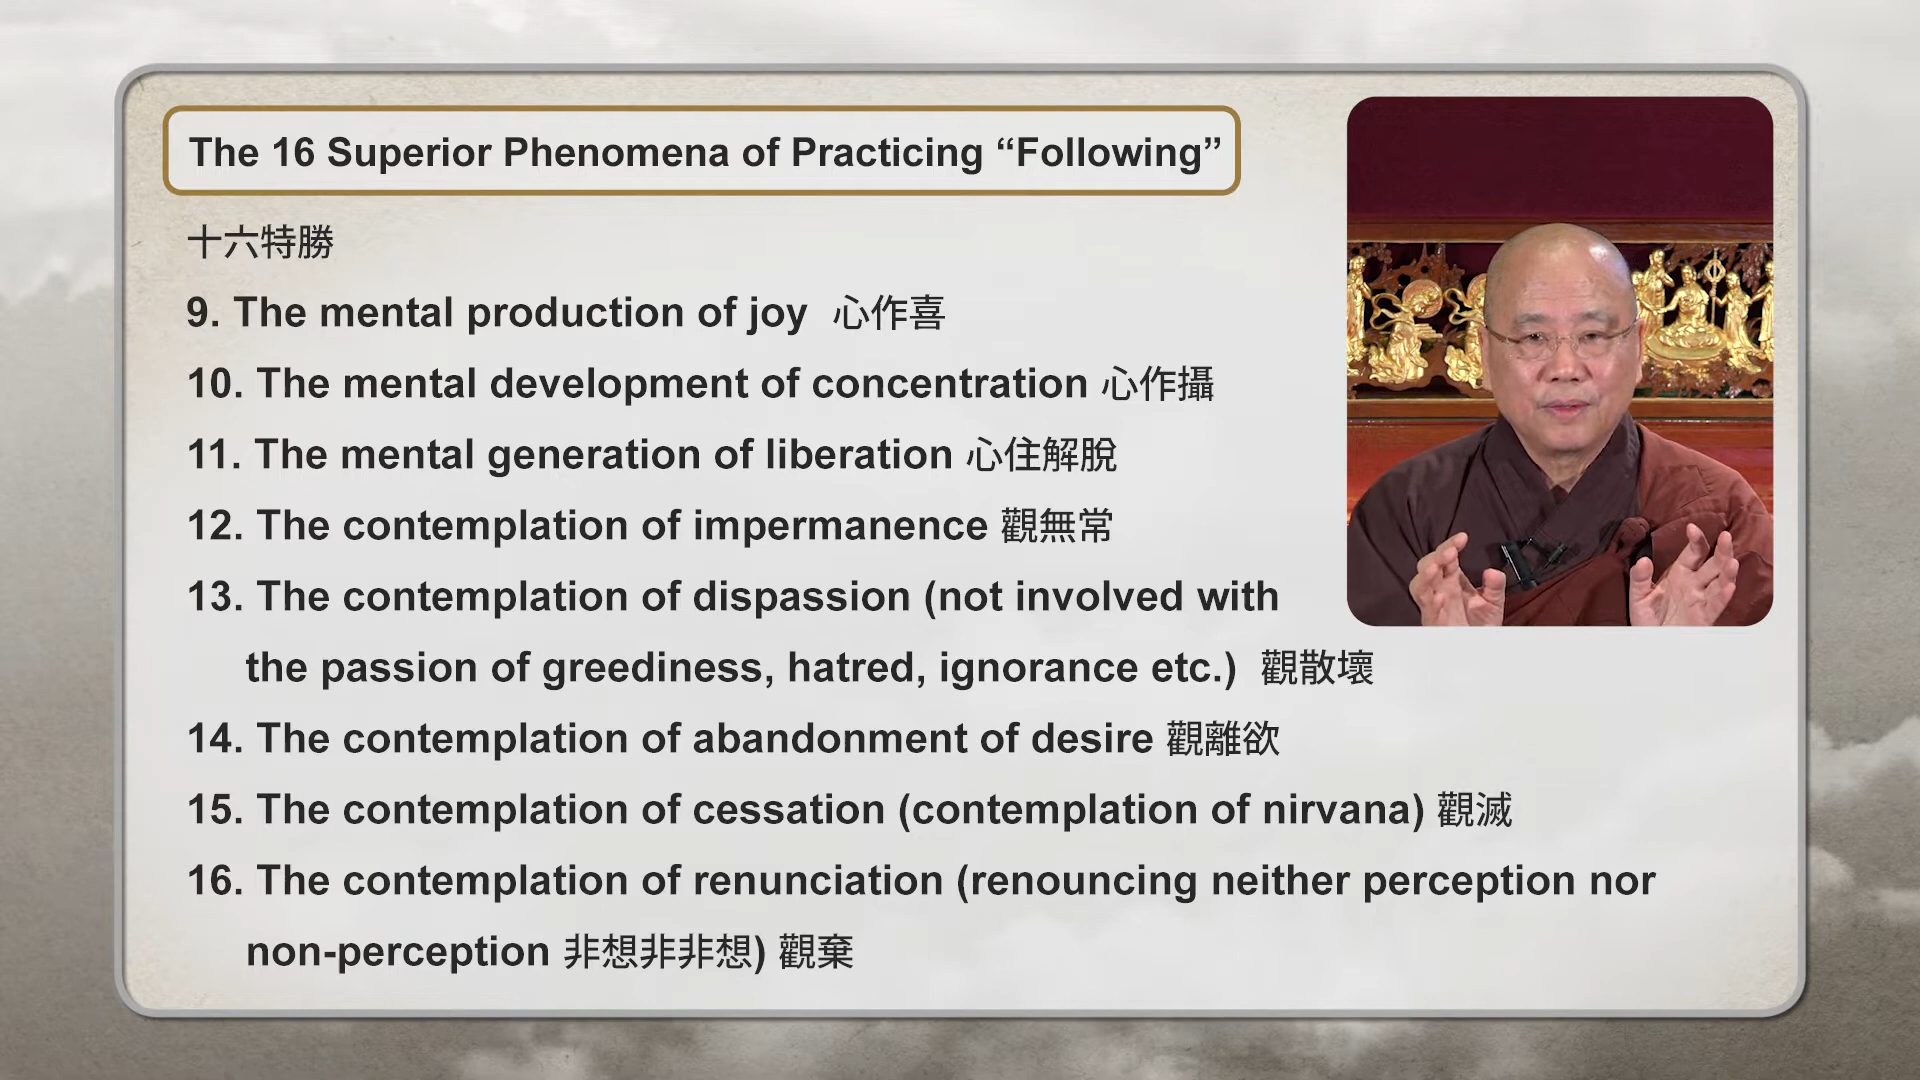 The 16 Superior Phenomena of Practicing “Following”
十六特勝
9. The mental production of joy 心作喜
10. The mental development of concentration 心作攝
11. The mental generation of liberation 心住解脫
12. The contemplation of impermanence 觀無常
13. The contemplation of dispassion (not involved with
the passion of greediness, hatred, ignorance etc.) 觀散壞
14. The contemplation of abandonment of desire 觀離欲
15. The contemplation of cessation (contemplation of nirvana) 觀滅
16. The contemplation of renunciation (renouncing neither perception nor
non-perception 非想非非想) 觀棄